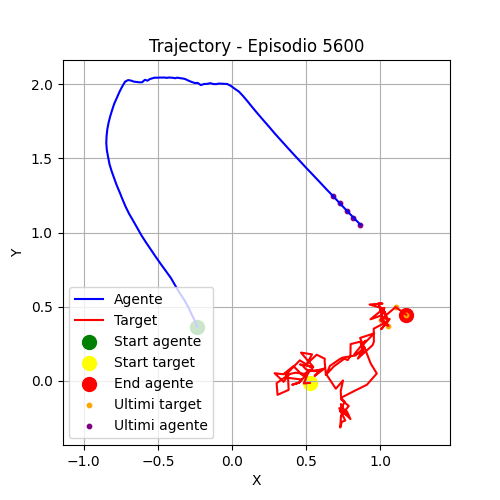 Trajectory - Episodio 5600
2.0
1.5
1.0
0.5
0.0
Y
Agente
Target
Start agente
Start target
End agente
Ultimi target
Ultimi agente
−1.0 −0.5 0.0 0.5 1.0
X